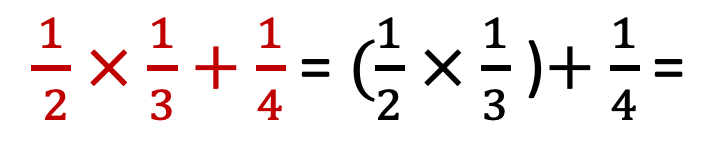 1/2 × 1/3 + 1/4 = (1/2 × 1/3) + 1/4 =